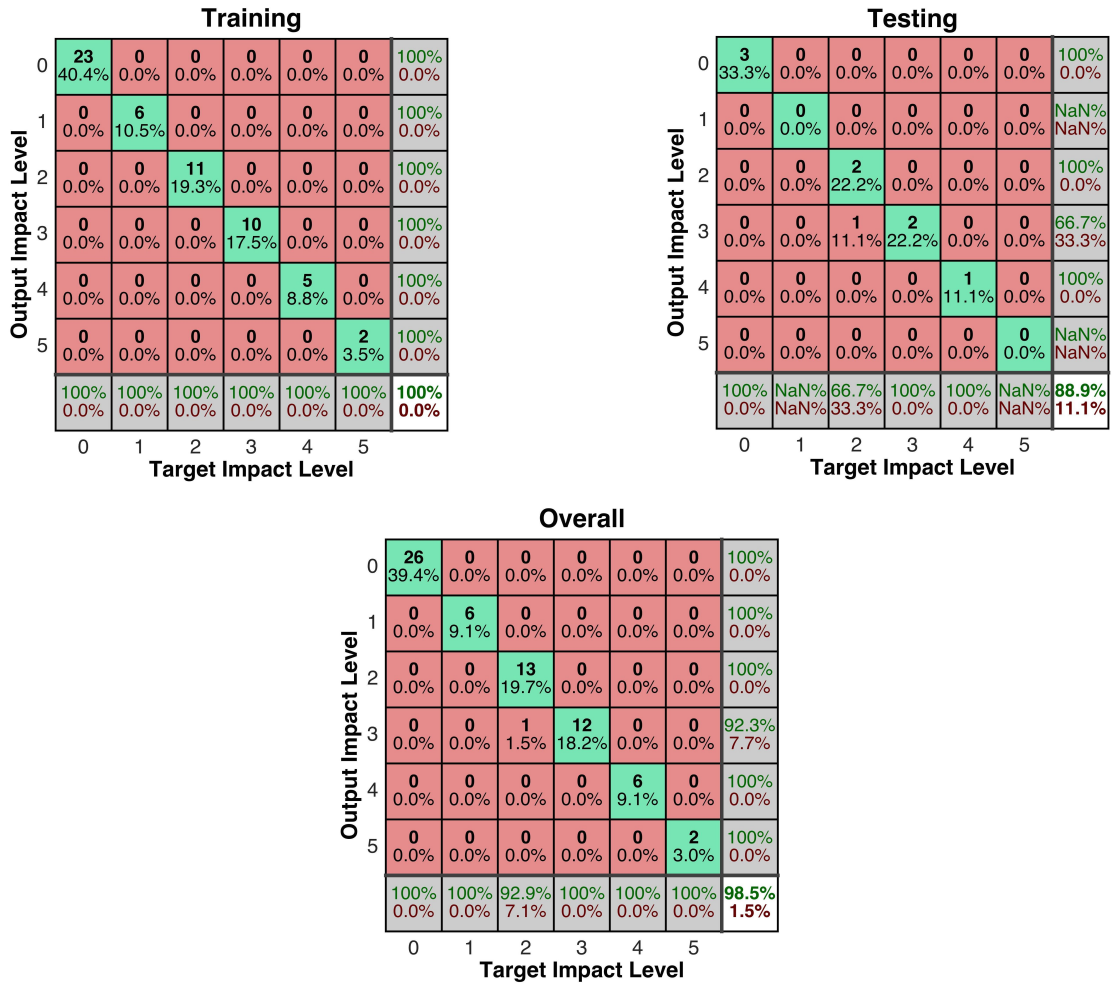 Training
0 23 0 0 0 0 0 100%
40.4% 0.0% 0.0% 0.0% 0.0% 0.0% 0.0%
1 0 6 0 0 0 0 100%
0.0% 10.5% 0.0% 0.0% 0.0% 0.0% 0.0%
2 0 0 11 0 0 0 100%
0.0% 0.0% 19.3% 0.0% 0.0% 0.0% 0.0%
3 0 0 0 10 0 0 100%
0.0% 0.0% 0.0% 17.5% 0.0% 0.0% 0.0%
4 0 0 0 0 5 0 100%
0.0% 0.0% 0.0% 0.0% 8.8% 0.0% 0.0%
5 0 0 0 0 0 2 100%
0.0% 0.0% 0.0% 0.0% 0.0% 3.5% 0.0%
100% 100% 100% 100% 100% 100% 100%
0.0% 0.0% 0.0% 0.0% 0.0% 0.0% 0.0%
0 1 2 3 4 5
Target Impact Level
Output Impact Level
Testing
0 3 0 0 0 0 0 100%
33.3% 0.0% 0.0% 0.0% 0.0% 0.0% 0.0%
1 0 0 0 0 0 0 NaN%
0.0% 0.0% 0.0% 0.0% 0.0% 0.0% NaN%
2 0 0 2 0 0 0 100%
0.0% 0.0% 22.2% 0.0% 0.0% 0.0% 0.0%
3 0 0 1 2 0 0 66.7%
0.0% 0.0% 11.1% 22.2% 0.0% 0.0% 33.3%
4 0 0 0 0 1 0 100%
0.0% 0.0% 0.0% 0.0% 11.1% 0.0% 0.0%
5 0 0 0 0 0 0 NaN%
0.0% 0.0% 0.0% 0.0% 0.0% 0.0% NaN%
100% NaN% 66.7% 100% 100% NaN% 88.9%
0.0% NaN% 33.3% 0.0% 0.0% NaN% 11.1%
0 1 2 3 4 5
Target Impact Level
Output Impact Level
Overall
0 26 0 0 0 0 0 100%
39.4% 0.0% 0.0% 0.0% 0.0% 0.0% 0.0%
1 0 6 0 0 0 0 100%
0.0% 9.1% 0.0% 0.0% 0.0% 0.0% 0.0%
2 0 0 13 0 0 0 100%
0.0% 0.0% 19.7% 0.0% 0.0% 0.0% 0.0%
3 0 0 1 12 0 0 92.3%
0.0% 0.0% 1.5% 18.2% 0.0% 0.0% 7.7%
4 0 0 0 0 6 0 100%
0.0% 0.0% 0.0% 0.0% 9.1% 0.0% 0.0%
5 0 0 0 0 0 2 100%
0.0% 0.0% 0.0% 0.0% 0.0% 3.0% 0.0%
100% 100% 92.9% 100% 100% 100% 98.5%
0.0% 0.0% 7.1% 0.0% 0.0% 0.0% 1.5%
0 1 2 3 4 5
Target Impact Level
Output Impact Level